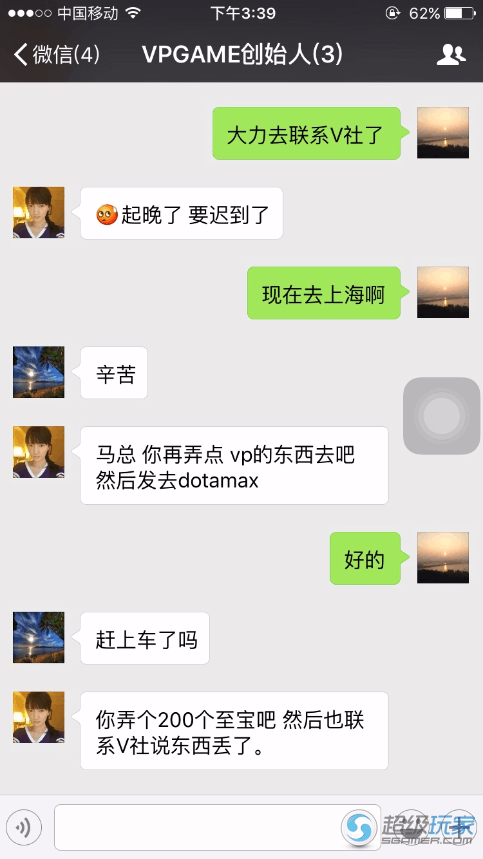 中国移动 下午3:39 62%
微信(4) VPGAME创始人(3)
大力去联系V社了
起晚了 要迟到了
现在去上海啊
辛苦
马总 你再弄点 vp的东西去吧
然后发去dotamax
好的
赶上车了吗
你弄个200个至宝吧 然后也联
系V社说东西丢了。
超级玩家
SGAMER.COM